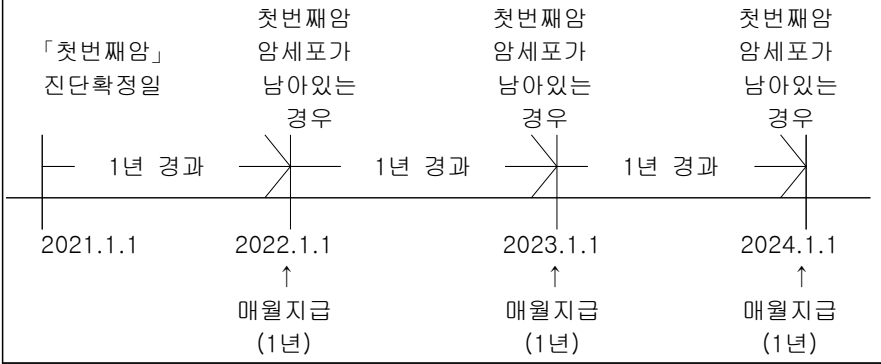 「첫번째암」
진단확정일
첫번째암
암세포가
남아있는
경우
첫번째암
암세포가
남아있는
경우
첫번째암
암세포가
남아있는
경우
1년 경과
1년 경과
1년 경과
2021.1.1
2022.1.1
2023.1.1
2024.1.1
↑
매월지급
(1년)
↑
매월지급
(1년)
↑
매월지급
(1년)